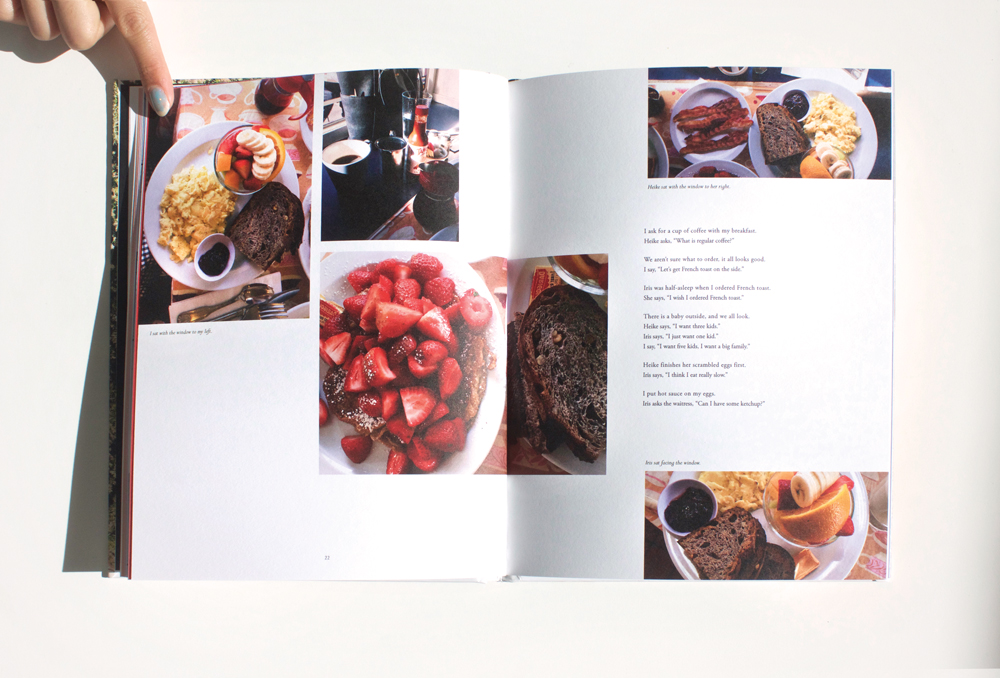 I sat with the window to my left.
Heike sat with the window to her right.
I ask for a cup of coffee with my breakfast.
Heike asks, "What is regular coffee?"
We aren't sure what to order, it all looks good.
I say, "Let's get French toast on the side."
Iris was half-asleep when I ordered French toast.
She says, "I wish I ordered French toast."
There is a baby outside, and we all look.
Heike says, "I want three kids."
Iris says, "I just want one kid."
I say, "I want five kids. I want a big family."
Heike finishes her scrambled eggs first.
Iris says, "I think I eat really slow."
I put hot sauce on my eggs.
Iris asks the waitress, "Can I have some ketchup?"
Iris sat facing the window.